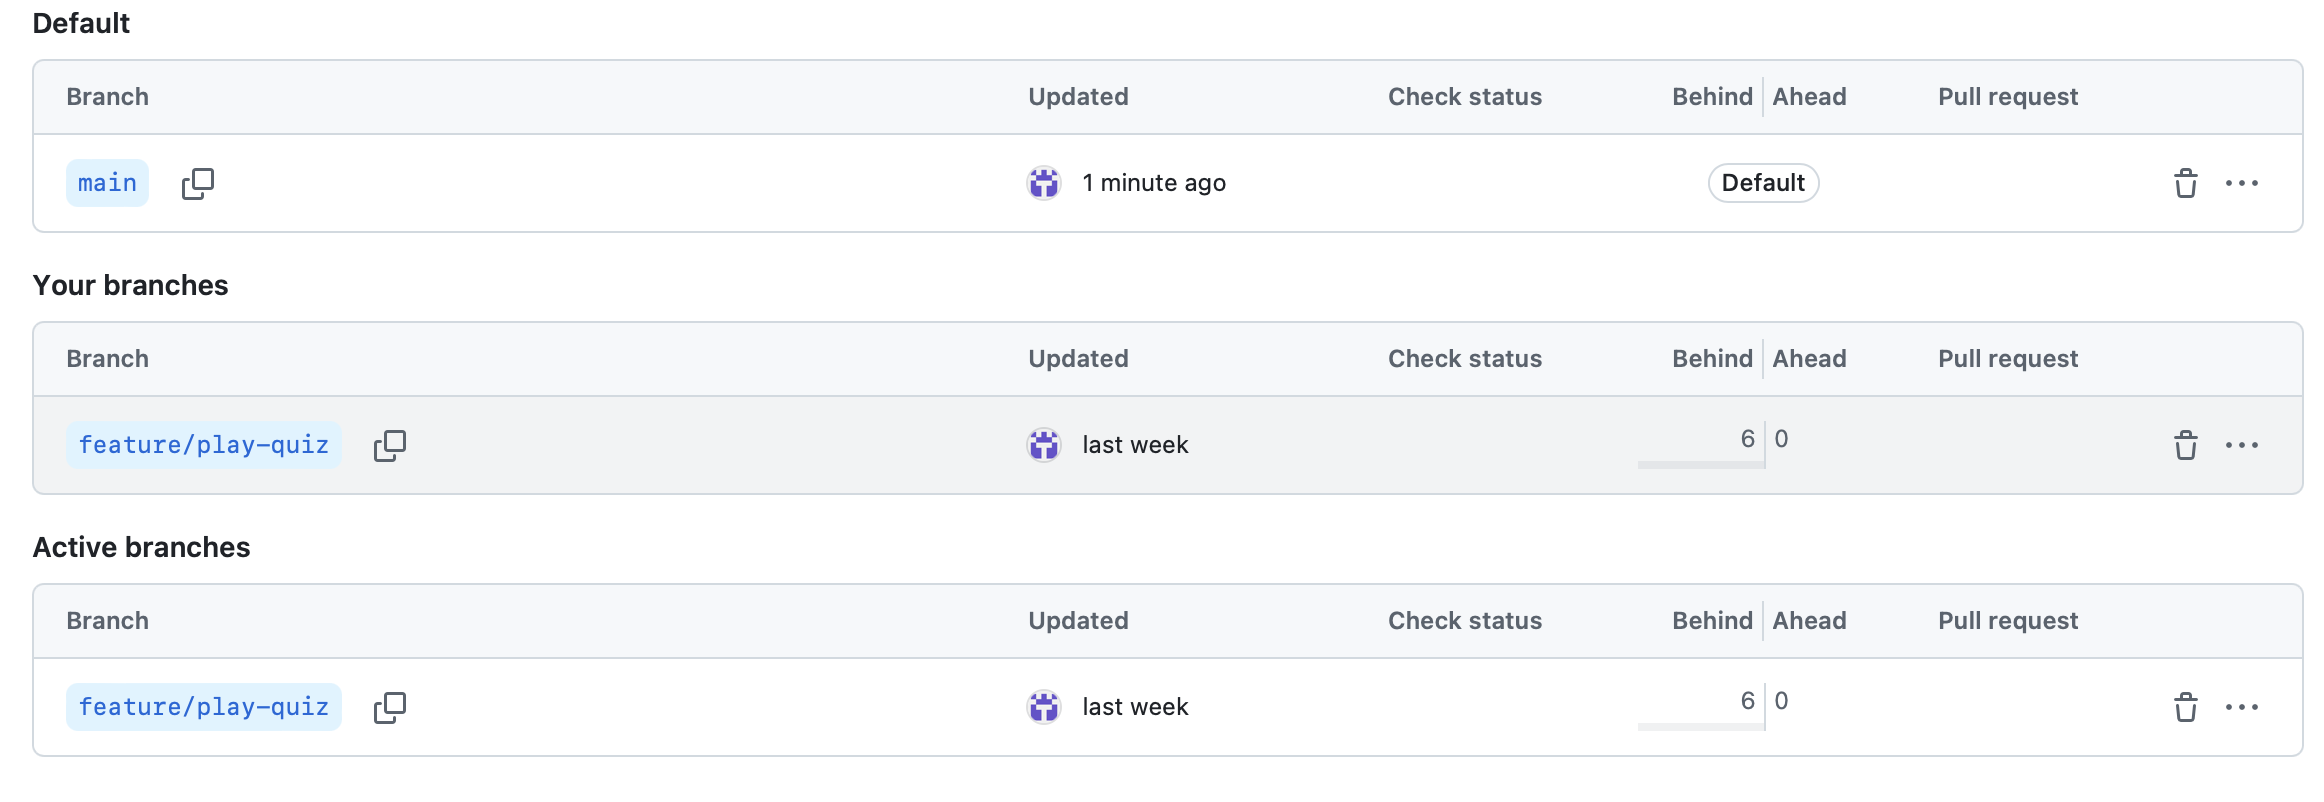 Default
Branch Updated Check status Behind Ahead Pull request
main 1 minute ago Default
Your branches
Branch Updated Check status Behind Ahead Pull request
feature/play-quiz last week 6 0
Active branches
Branch Updated Check status Behind Ahead Pull request
feature/play-quiz last week 6 0